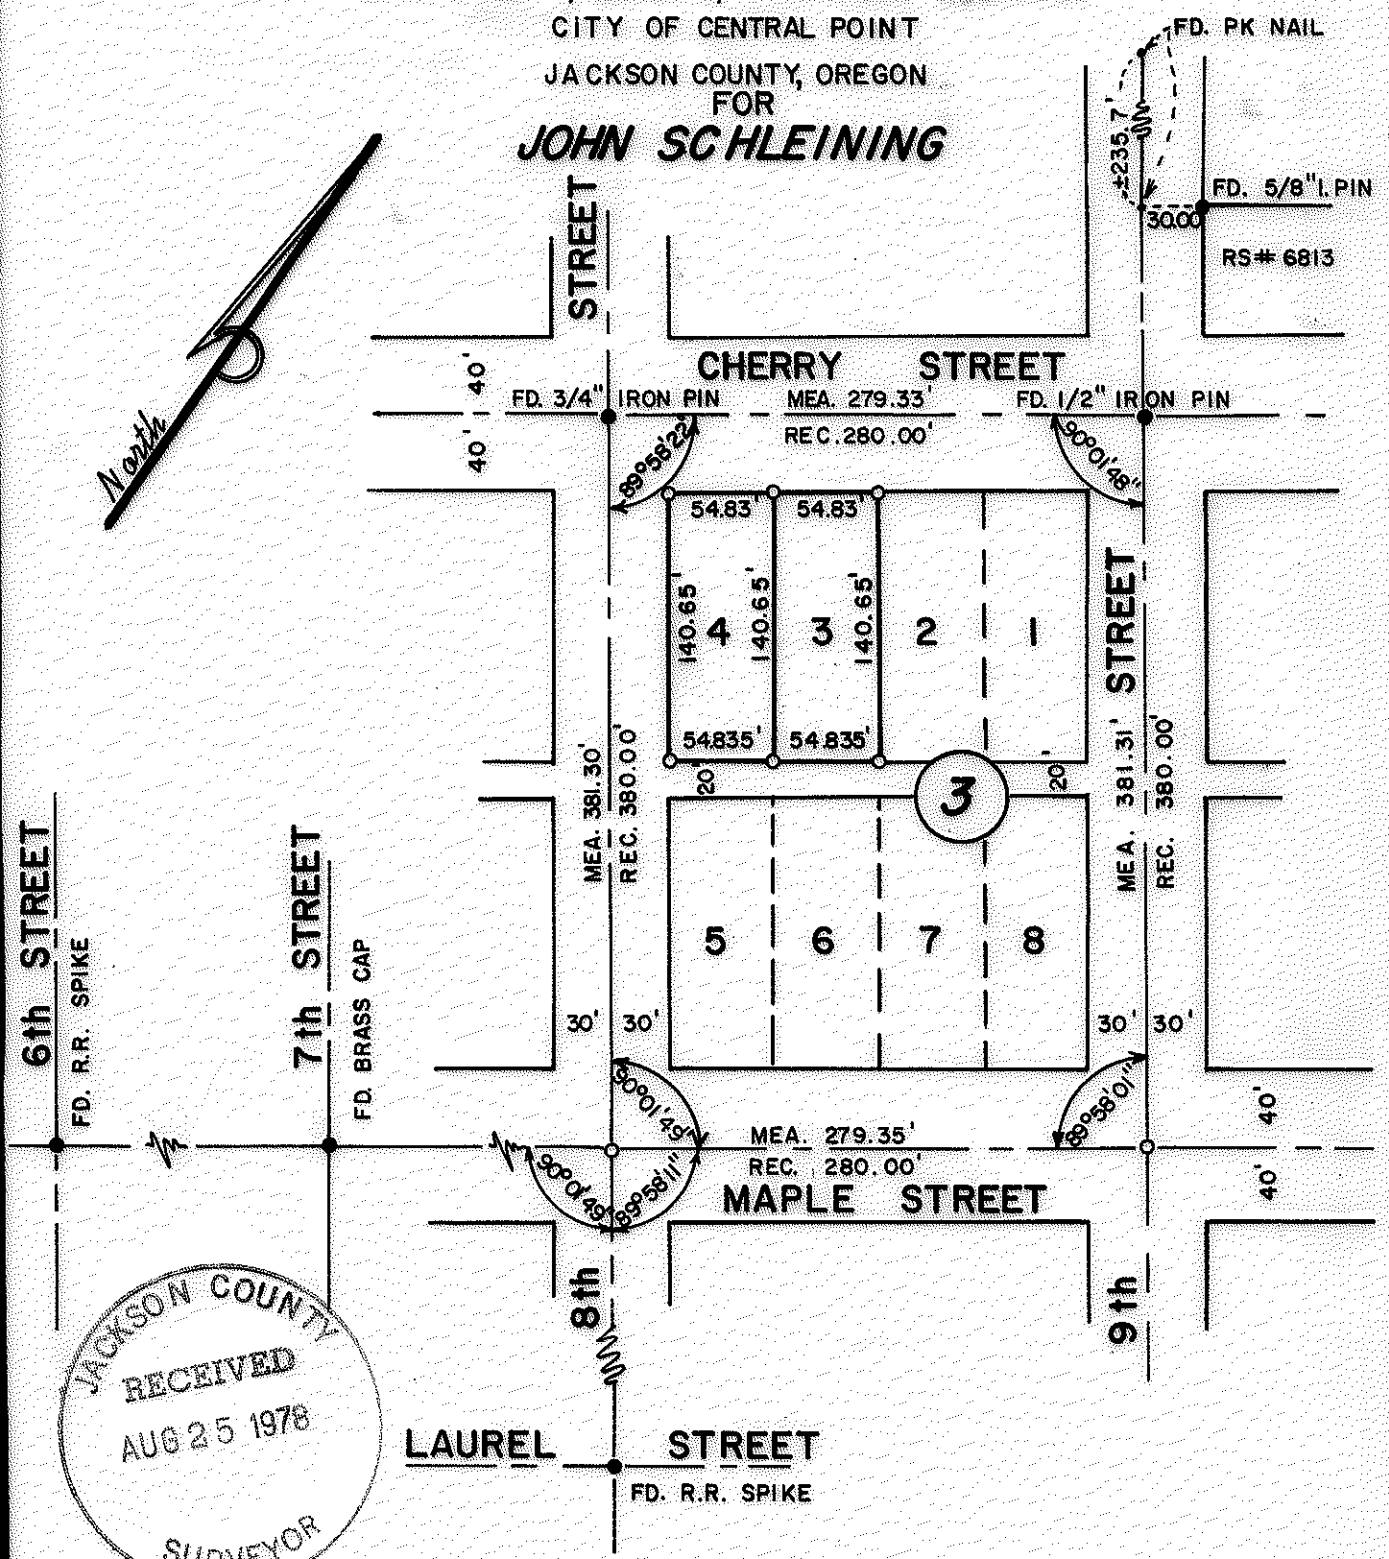 CITY OF CENTRAL POINT
JACKSON COUNTY, OREGON
FOR
JOHN SCHLEINING
FD. PK NAIL
±235.7'
FD. 5/8" I. PIN
30.00'
RS# 6813
North
STREET
CHERRY STREET
40'
FD. 3/4" IRON PIN
MEA. 279.33'
FD. 1/2" IRON PIN
REC. 280.00'
40'
89°58'22"
90°01'48"
54.83'
54.83'
140.65'
4
140.65'
3
140.65'
2
1
STREET
54.835'
54.835'
20'
3
20'
MEA. 381.30'
REC. 380.00'
MEA. 381.31'
REC. 380.00'
6th STREET
FD. R.R. SPIKE
7th STREET
FD. BRASS CAP
5
6
7
8
30'
30'
30'
30'
90°01'49"
89°58'01"
40'
MEA. 279.35'
REC. 280.00'
90°01'49"
89°58'11"
MAPLE STREET
40'
8th
9th
JACKSON COUNTY
RECEIVED
AUG 25 1978
SURVEYOR
LAUREL STREET
FD. R.R. SPIKE